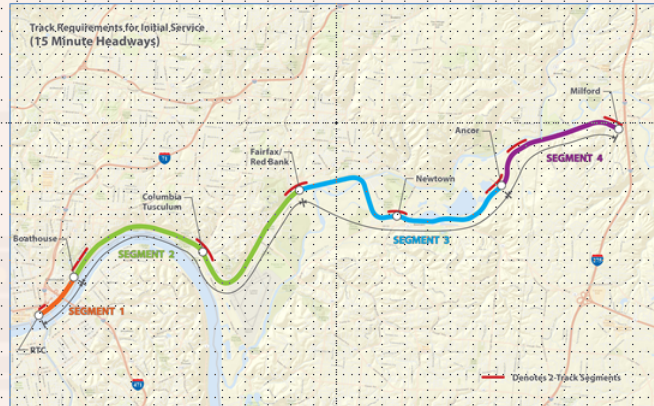 Track Requirements for Initial Service
(15 Minute Headways)
Milford
Ancor
SEGMENT 4
Fairfax/
Red Bank
Newtown
Columbia
Tusculum
SEGMENT 3
Boathouse
SEGMENT 2
SEGMENT 1
RTC
Denotes 2-Track Segments